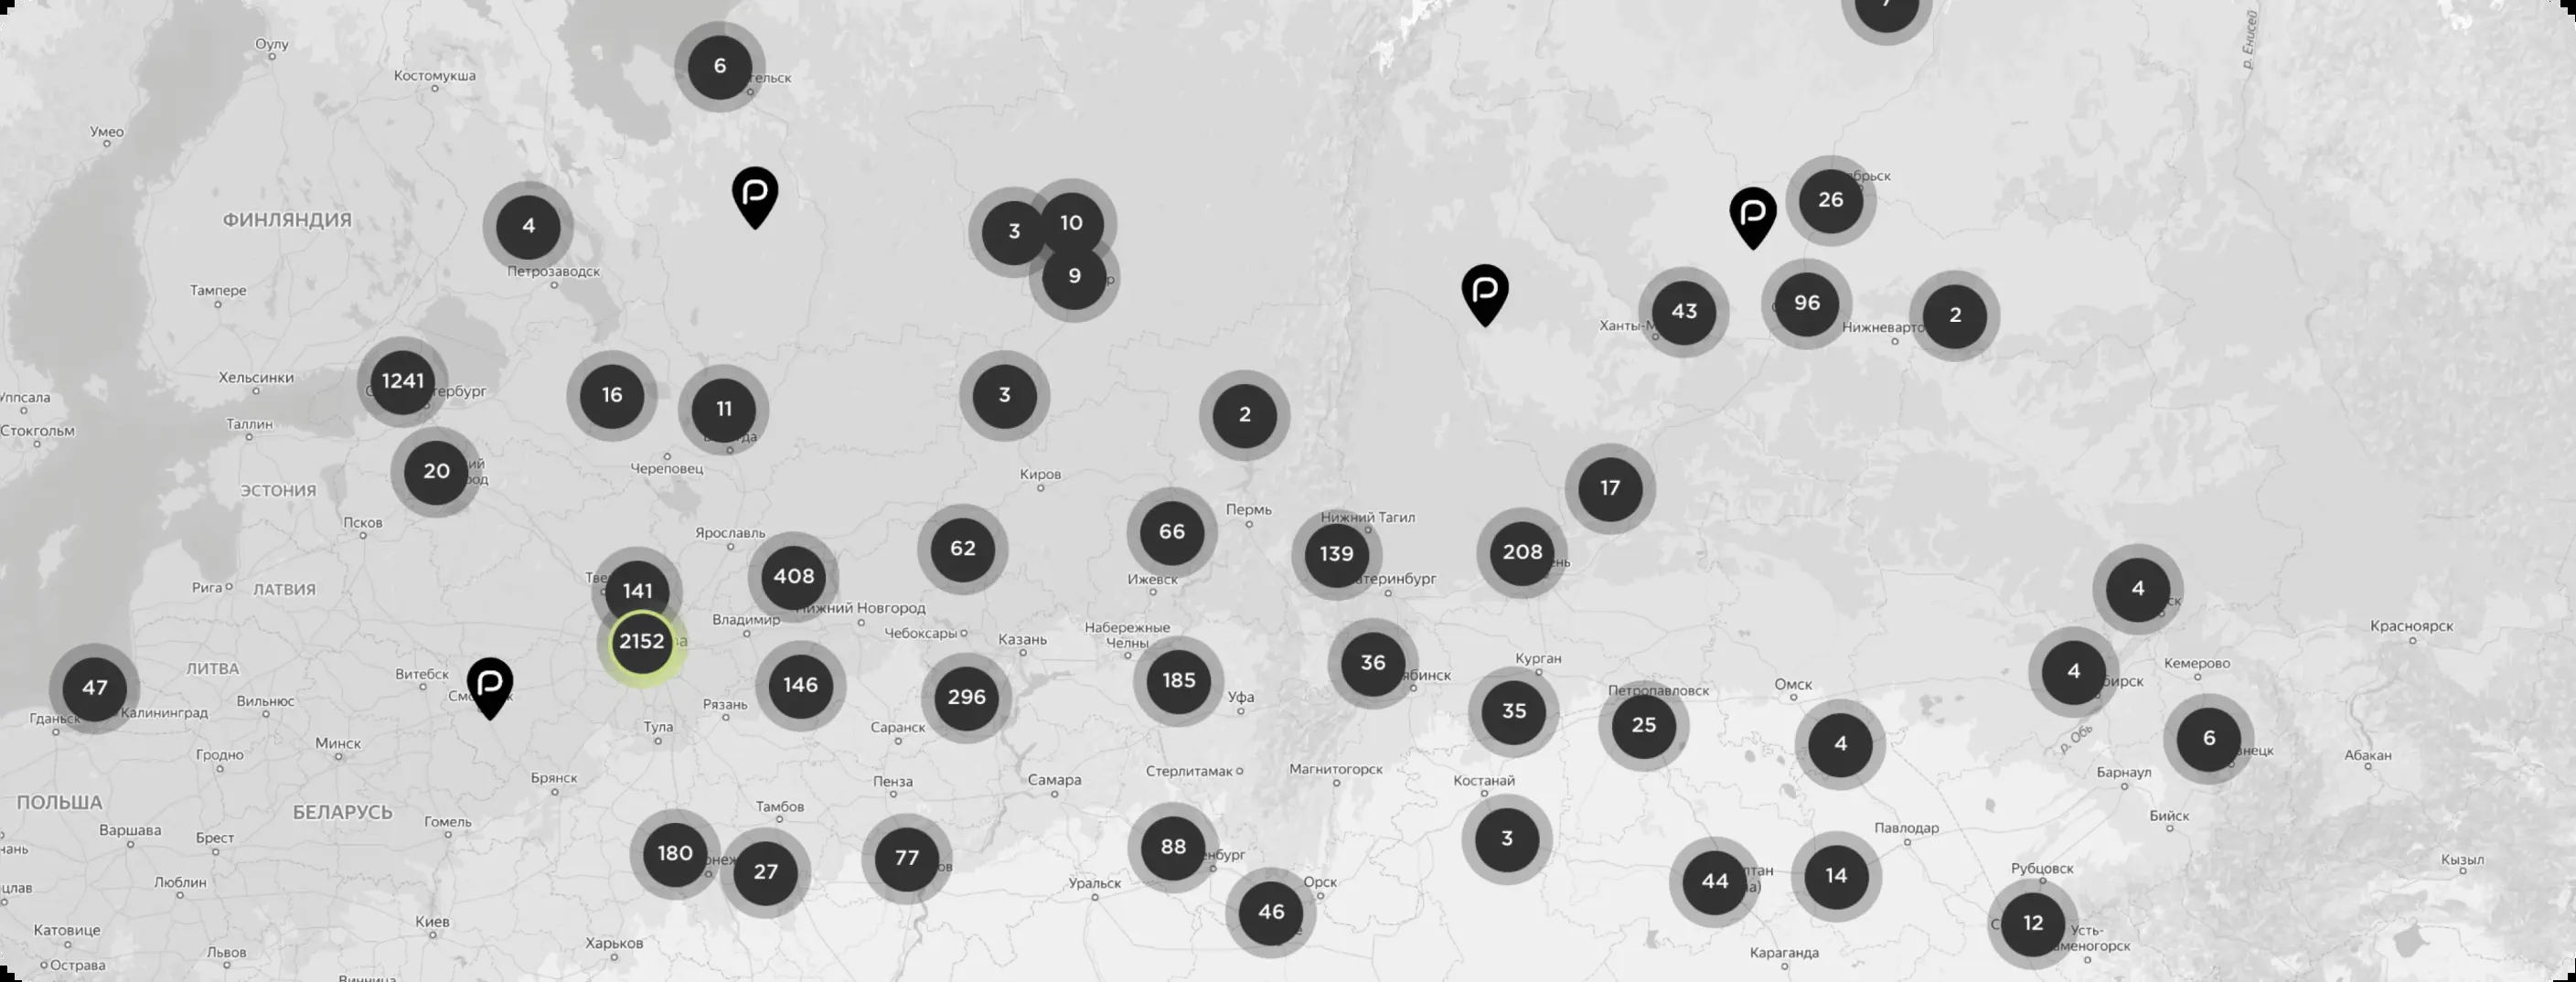 7
р. Енисей
Оулу
6
Костомукша
Умео
26
ФИНЛЯНДИЯ
4
3
10
9
Петрозаводск
Тампере
43
96
2
Ханты-М
Нижневарто
Хельсинки
1241
16
11
3
2
Уппсала
Таллин
Стокгольм
20
Череповец
Киров
17
ЭСТОНИЯ
Псков
Пермь
Нижний Тагил
Ярославль
66
62
139
208
Рига
ЛАТВИЯ
Тве
141
408
Ижевск
4
Владимир
Нижний Новгород
Чебоксары
Казань
Набережные
Челны
Красноярск
2152
ЛИТВА
Витебск
146
296
185
36
Курган
4
Кемерово
47
Гданьск
Калининград
Вильнюс
Рязань
Уфа
35
Петропавловск
25
Омск
Тула
Саранск
4
р. Обь
6
Минск
Гродно
Абакан
Брянск
Пенза
Самара
Стерлитамак
Магнитогорск
Костанай
Барнаул
ПОЛЬША
БЕЛАРУСЬ
Тамбов
Гомель
Бийск
Варшава
Брест
180
27
77
88
3
Павлодар
Люблин
Уральск
Орск
44
14
Рубцовск
Кызыл
46
12
Катовице
Киев
Харьков
Усть-
Львов
Караганда
Острава
Винница